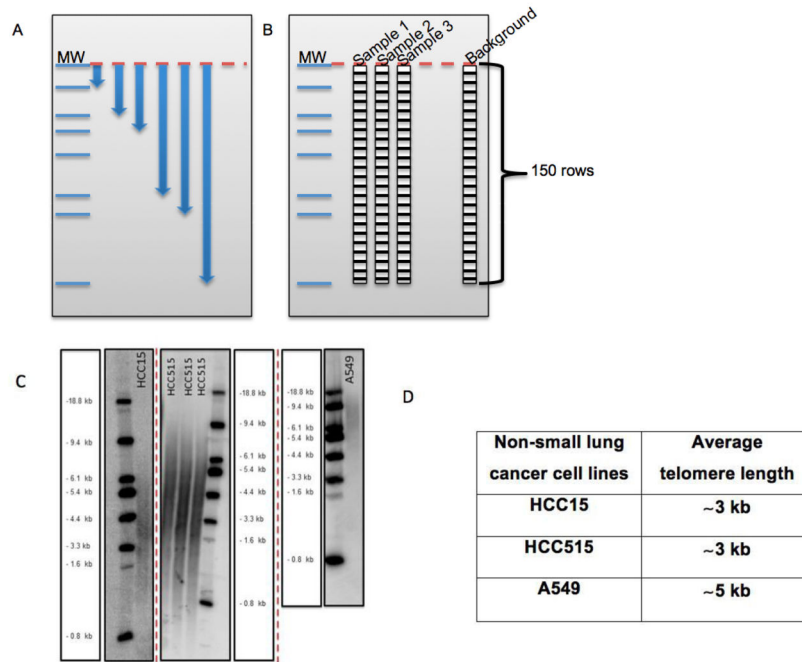 A
MW
B
MW
Sample 1
Sample 2
Sample 3
Background
150 rows
C
-18.8 kb
- 9.4 kb
- 6.1 kb
- 5.4 kb
- 4.4 kb
- 3.3 kb
- 1.6 kb
- 0.8 kb
HCC15
HCC515
HCC515
HCC515
-18.8 kb
- 9.4 kb
- 6.1 kb
- 5.4 kb
- 4.4 kb
- 3.3 kb
- 1.6 kb
- 0.8 kb
-18.8 kb
- 9.4 kb
- 6.1 kb
- 5.4 kb
- 4.4 kb
- 3.3 kb
- 1.6 kb
- 0.8 kb
A549
D
Non-small lung
cancer cell lines
Average
telomere length
HCC15
~3 kb
HCC515
~3 kb
A549
~5 kb